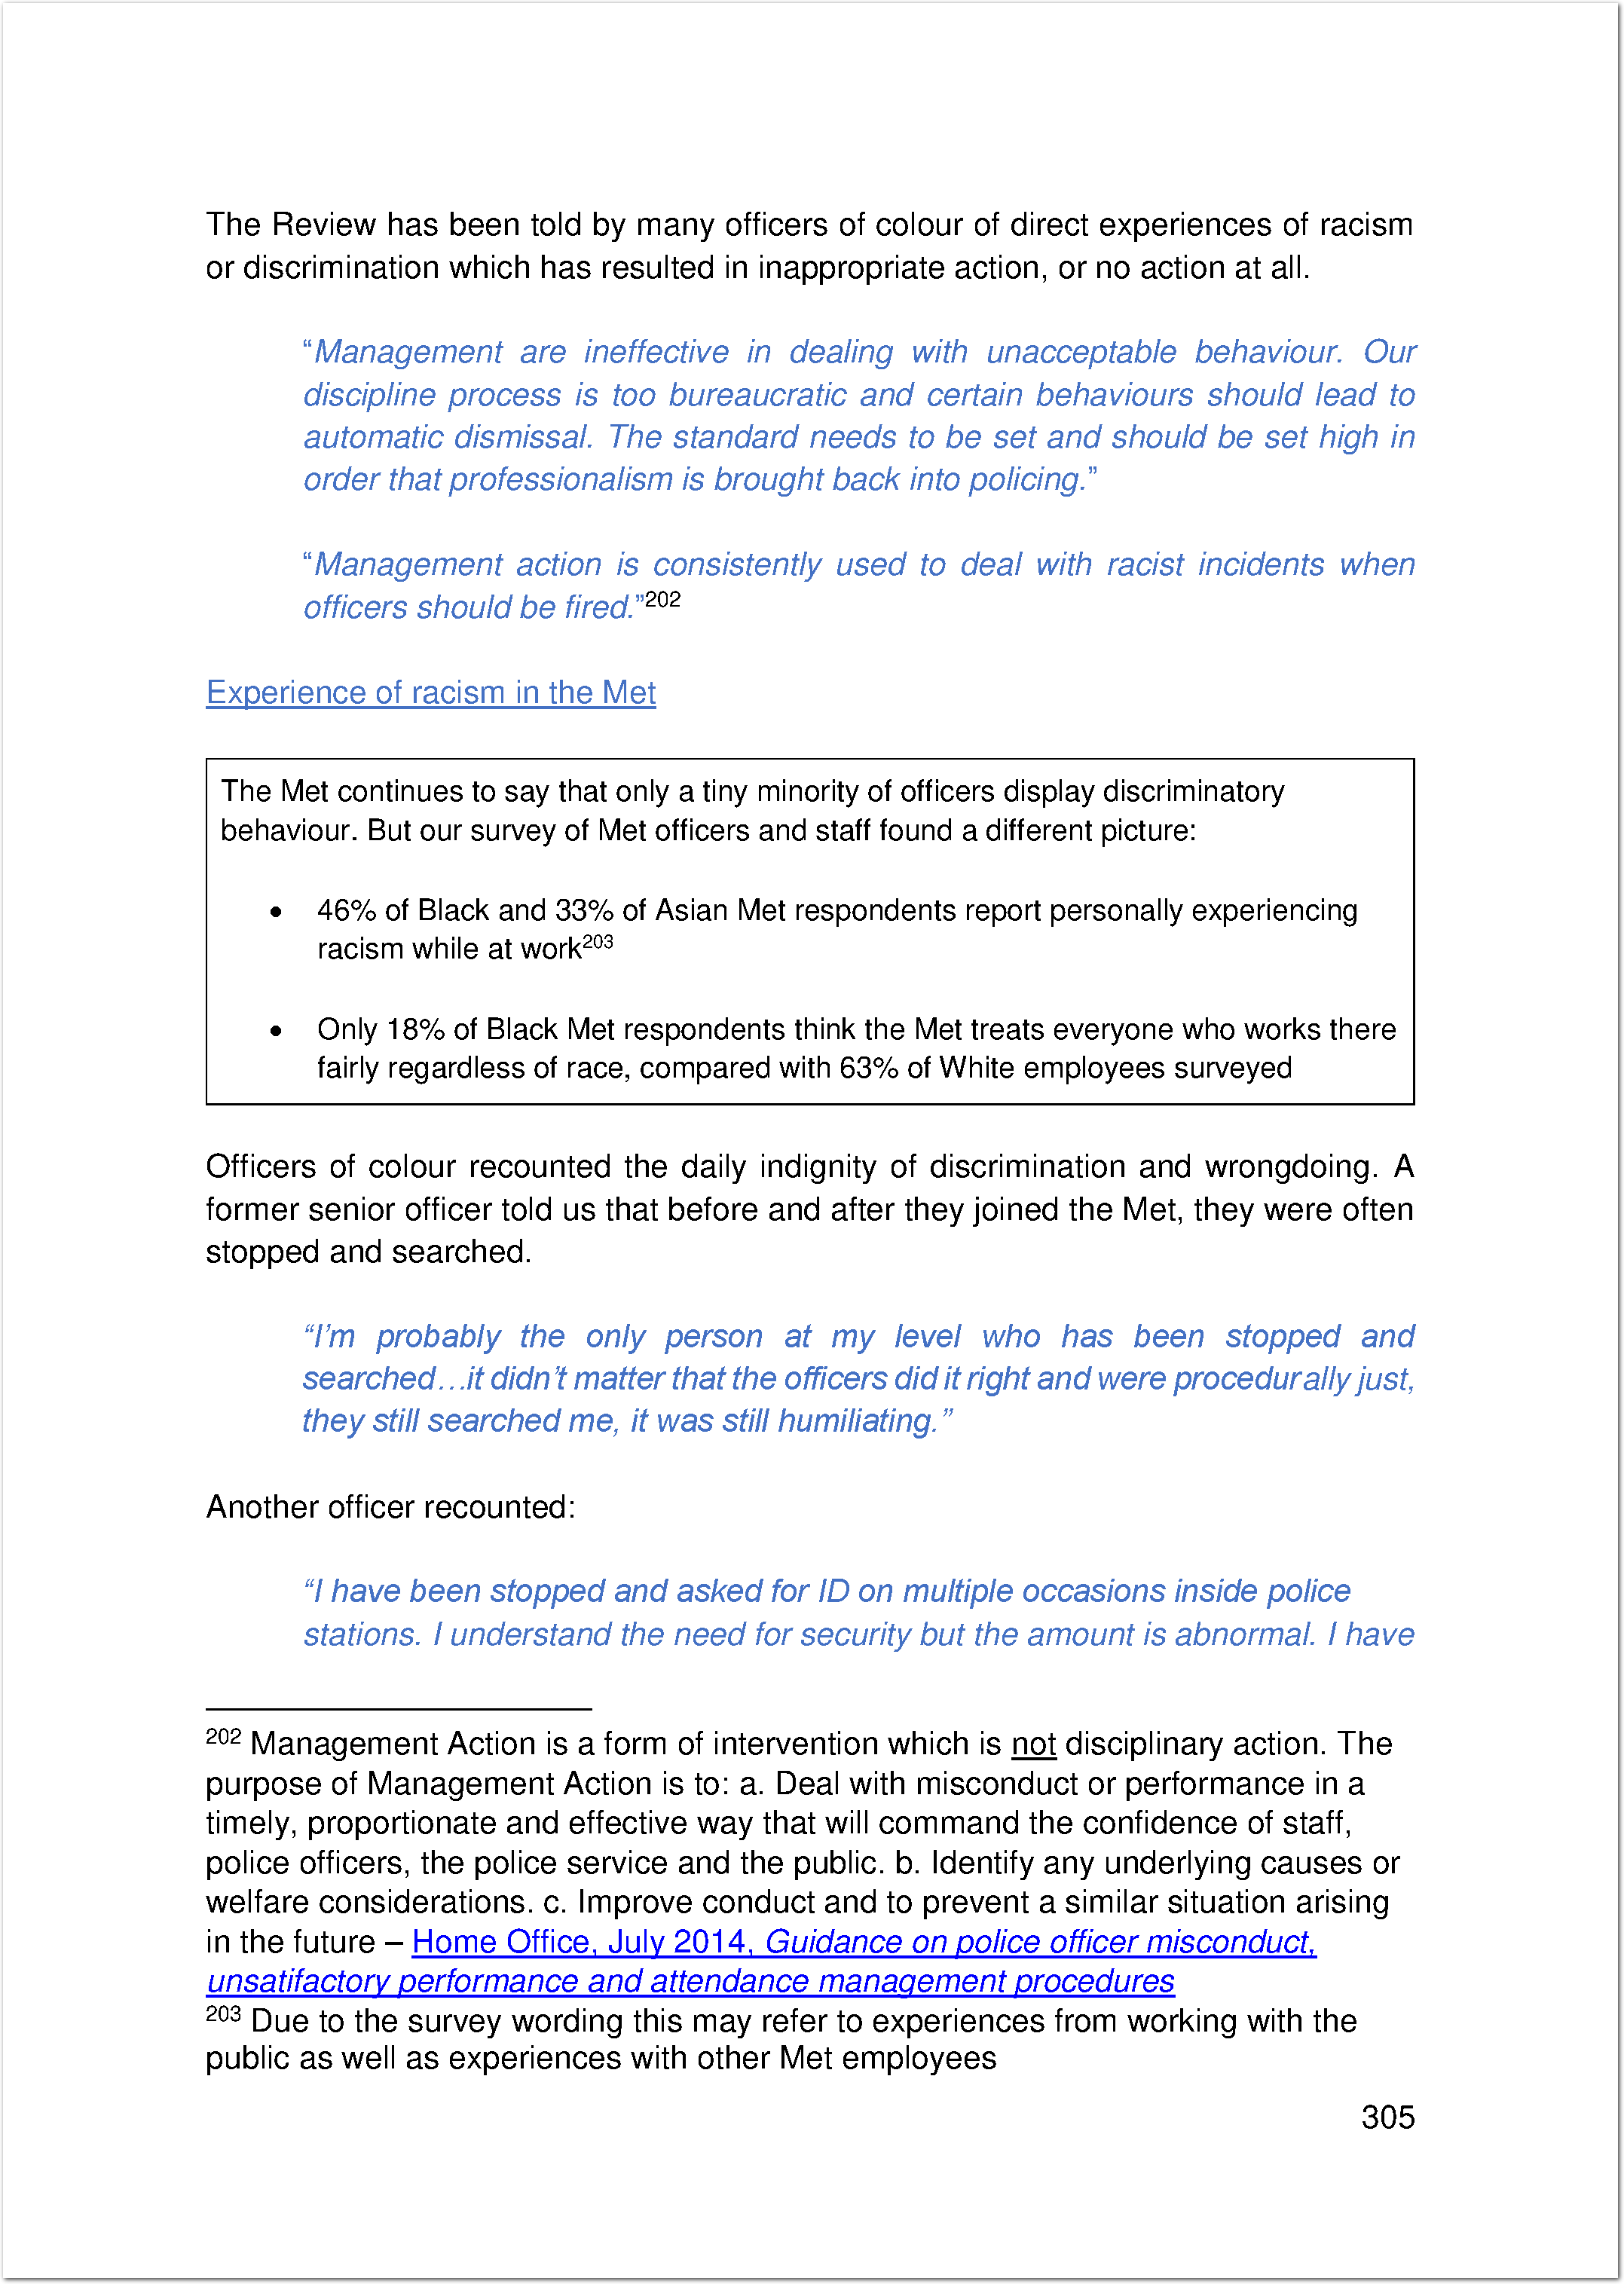 The Review has been told by many officers of colour of direct experiences of racism
or discrimination which has resulted in inappropriate action, or no action at all.
“Management are ineffective in dealing with unacceptable behaviour. Our
discipline process is too bureaucratic and certain behaviours should lead to
automatic dismissal. The standard needs to be set and should be set high in
order that professionalism is brought back into policing.”
“Management action is consistently used to deal with racist incidents when
officers should be fired.”202
Experience of racism in the Met
The Met continues to say that only a tiny minority of officers display discriminatory
behaviour. But our survey of Met officers and staff found a different picture:
• 46% of Black and 33% of Asian Met respondents report personally experiencing
racism while at work203
• Only 18% of Black Met respondents think the Met treats everyone who works there
fairly regardless of race, compared with 63% of White employees surveyed
Officers of colour recounted the daily indignity of discrimination and wrongdoing. A
former senior officer told us that before and after they joined the Met, they were often
stopped and searched.
“I’m probably the only person at my level who has been stopped and
searched…it didn’t matter that the officers did it right and were procedurally just,
they still searched me, it was still humiliating.”
Another officer recounted:
“I have been stopped and asked for ID on multiple occasions inside police
stations. I understand the need for security but the amount is abnormal. I have
202 Management Action is a form of intervention which is not disciplinary action. The
purpose of Management Action is to: a. Deal with misconduct or performance in a
timely, proportionate and effective way that will command the confidence of staff,
police officers, the police service and the public. b. Identify any underlying causes or
welfare considerations. c. Improve conduct and to prevent a similar situation arising
in the future – Home Office, July 2014, Guidance on police officer misconduct,
unsatifactory performance and attendance management procedures
203 Due to the survey wording this may refer to experiences from working with the
public as well as experiences with other Met employees
305